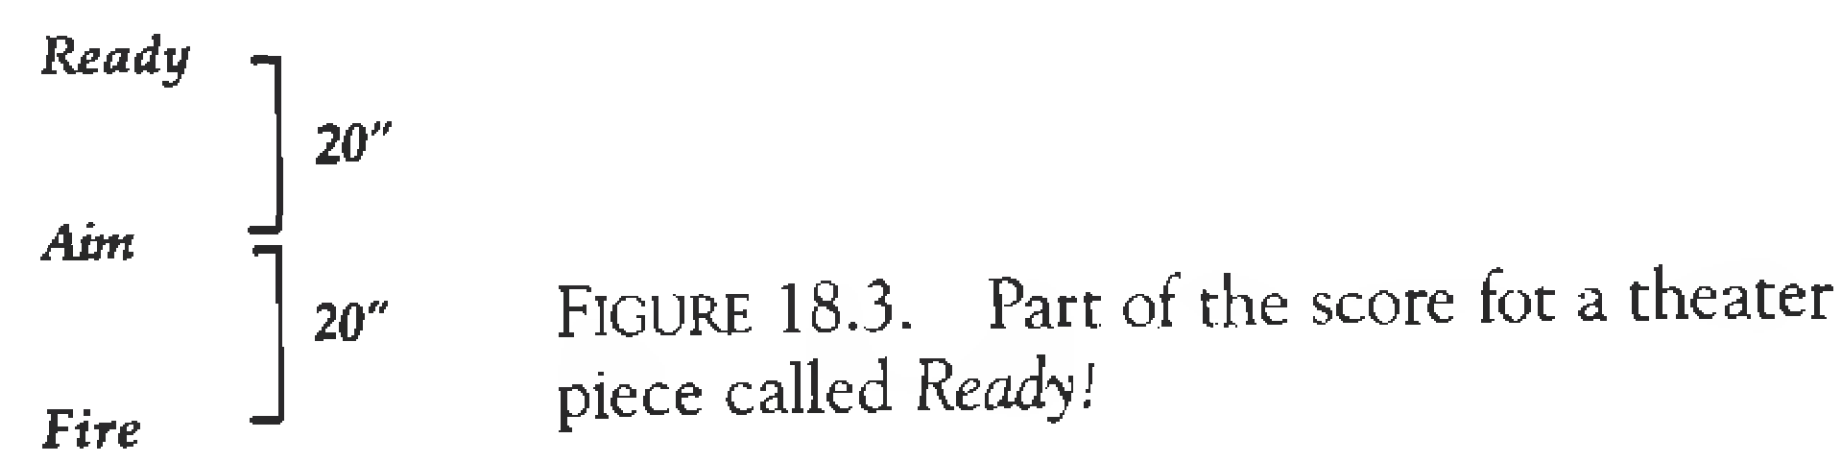 Ready
20″
Aim
20″
Fire
FIGURE 18.3. Part of the score fot a theater
piece called Ready!